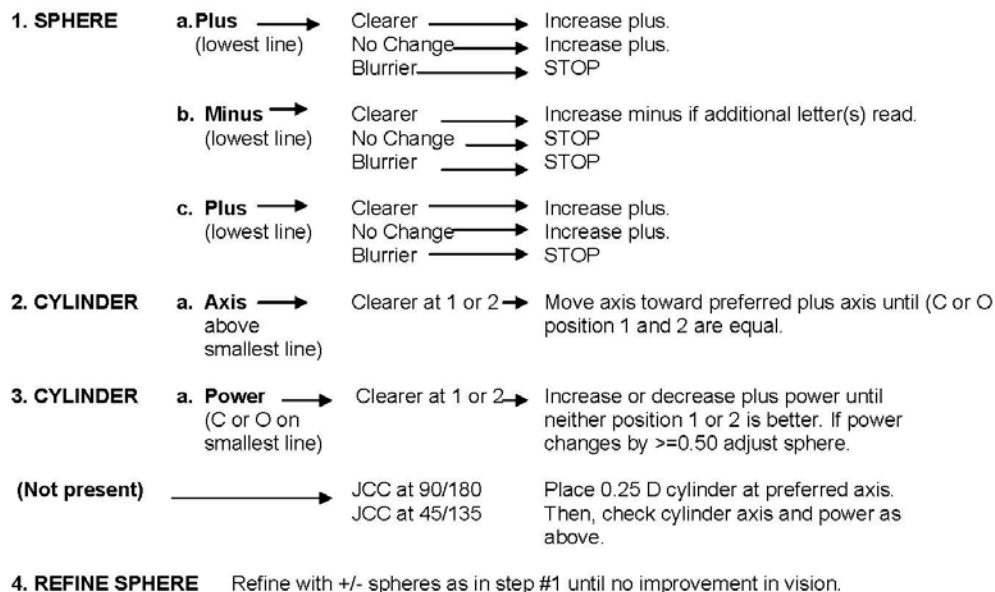 1. SPHERE a.Plus Clearer Increase plus.
(lowest line) No Change Increase plus.
Blurrier STOP
b. Minus Clearer Increase minus if additional letter(s) read.
(lowest line) No Change STOP
Blurrier STOP
c. Plus Clearer Increase plus.
(lowest line) No Change Increase plus.
Blurrier STOP
2. CYLINDER a. Axis Clearer at 1 or 2 Move axis toward preferred plus axis until (C or O
above position 1 and 2 are equal.
smallest line)
3. CYLINDER a. Power Clearer at 1 or 2 Increase or decrease plus power until
(C or O on neither position 1 or 2 is better. If power
smallest line) changes by >=0.50 adjust sphere.
(Not present) JCC at 90/180 Place 0.25 D cylinder at preferred axis.
JCC at 45/135 Then, check cylinder axis and power as
above.
4. REFINE SPHERE Refine with +/- spheres as in step #1 until no improvement in vision.